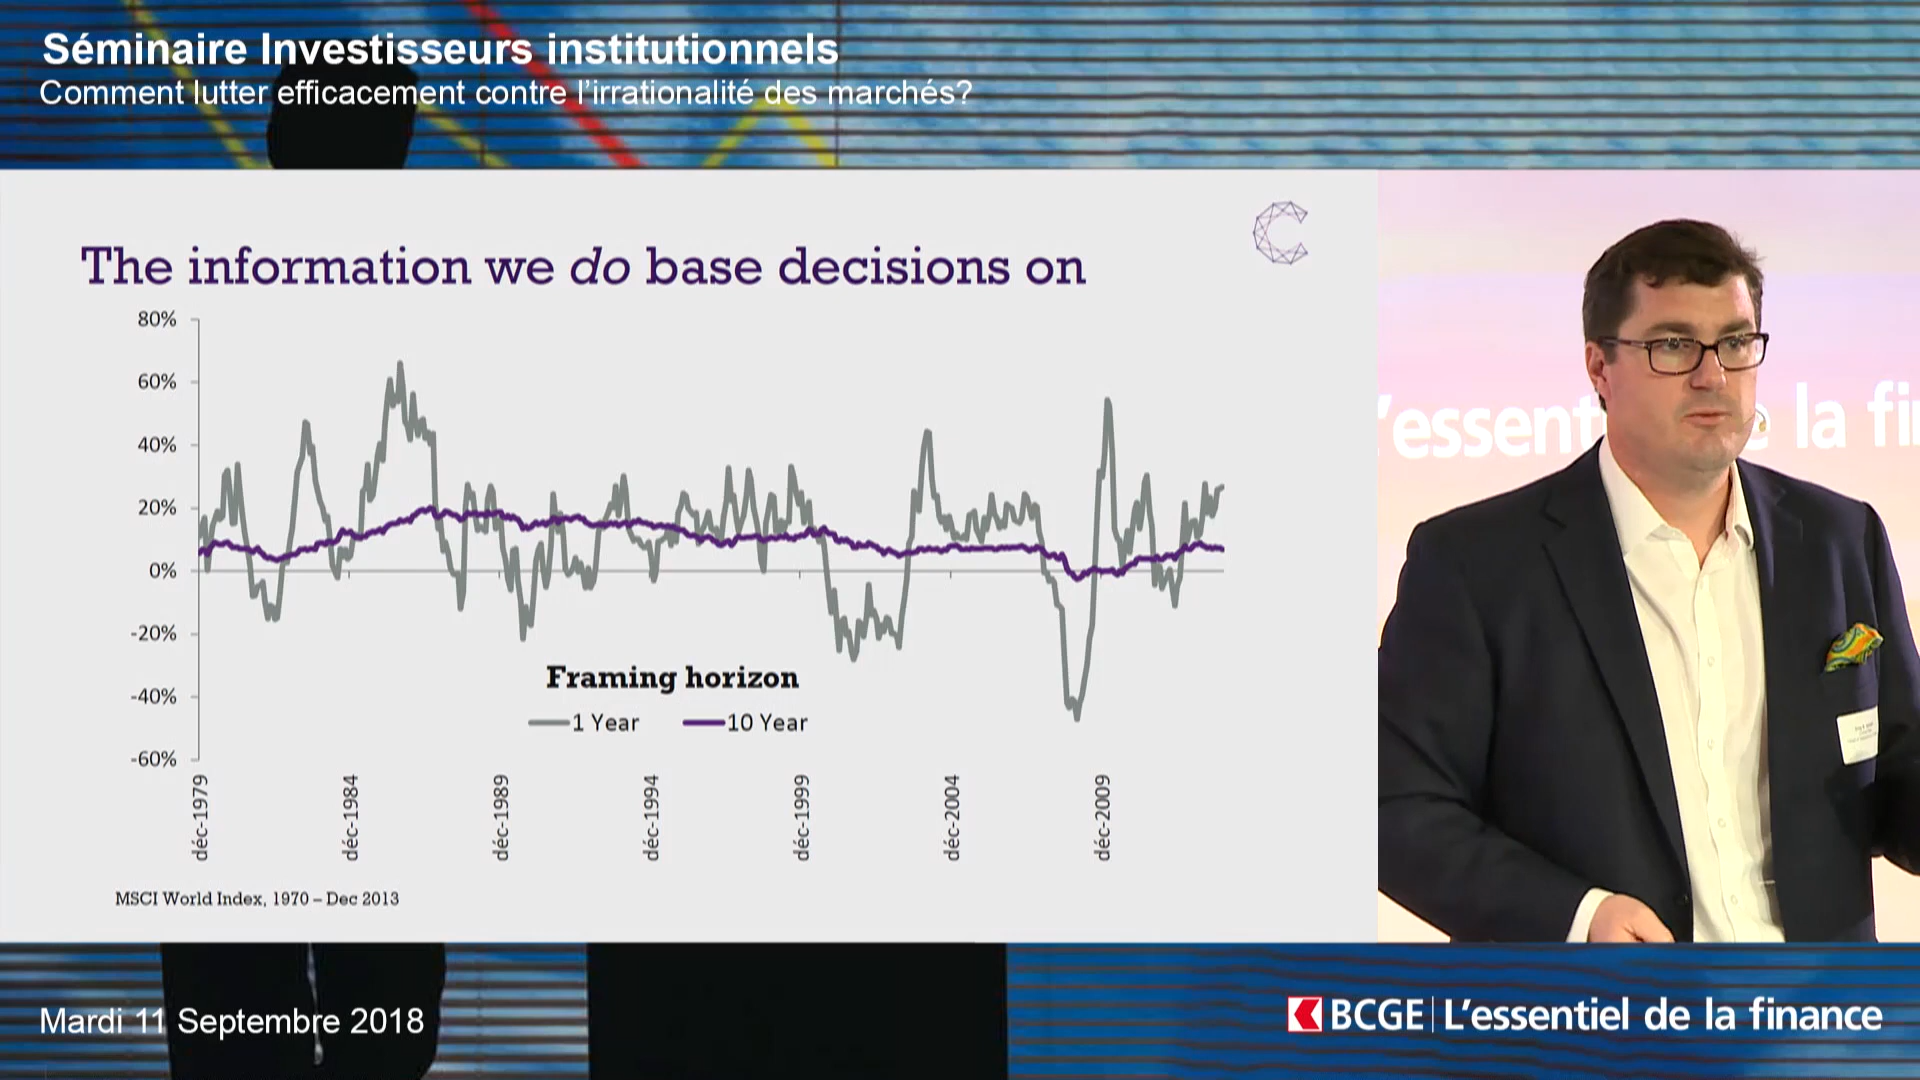 Séminaire Investisseurs institutionnels
Comment lutter efficacement contre l'irrationalité des marchés?
The information we do base decisions on
80%
60%
40%
20%
0%
-20%
-40%
-60%
Framing horizon
1 Year 10 Year
déc-1979 déc-1984 déc-1989 déc-1994 déc-1999 déc-2004 déc-2009
MSCI World Index, 1970 – Dec 2013
'essent e la fi
Mardi 11 Septembre 2018
BCGE | L'essentiel de la finance